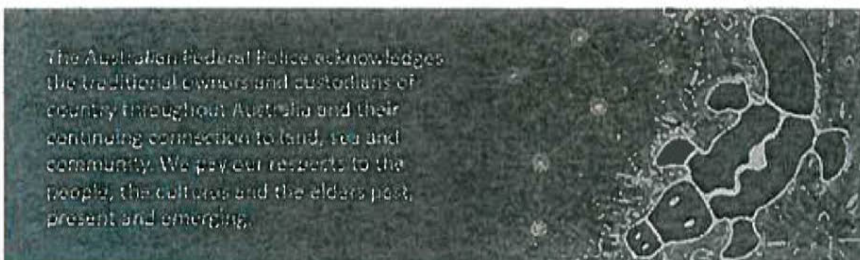 The Australian Federal Police acknowledges
the traditional owners and custodians of
country throughout Australia and their
continuing connection to land, sea and
community. We pay our respects to the
people, the cultures and the elders past,
present and emerging.